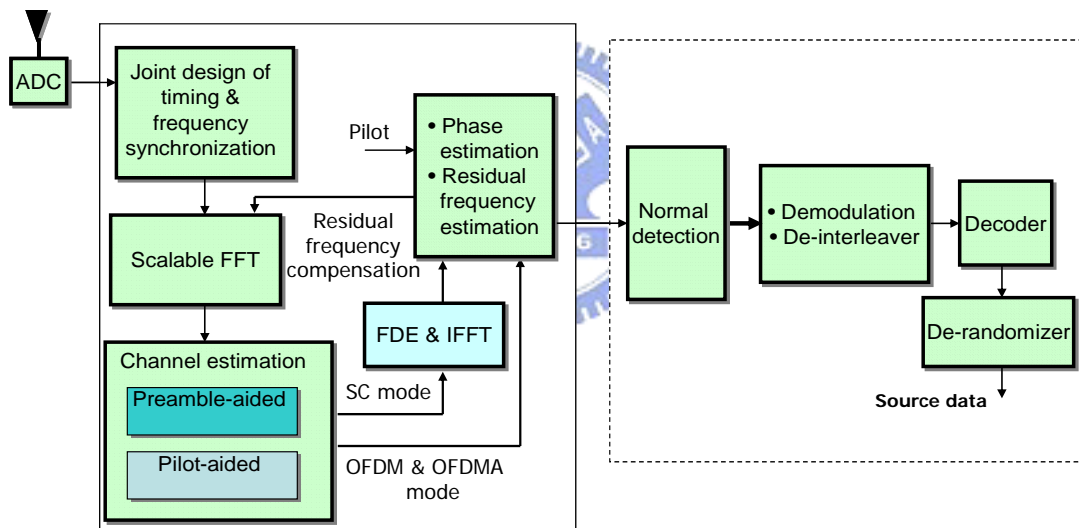 ADC
Joint design of
timing &
frequency
synchronization
Scalable FFT
Channel estimation
Preamble-aided
Pilot-aided
Pilot
• Phase
estimation
• Residual
frequency
estimation
Residual
frequency
compensation
FDE & IFFT
SC mode
OFDM & OFDMA
mode
Normal
detection
• Demodulation
• De-interleaver
Decoder
De-randomizer
Source data